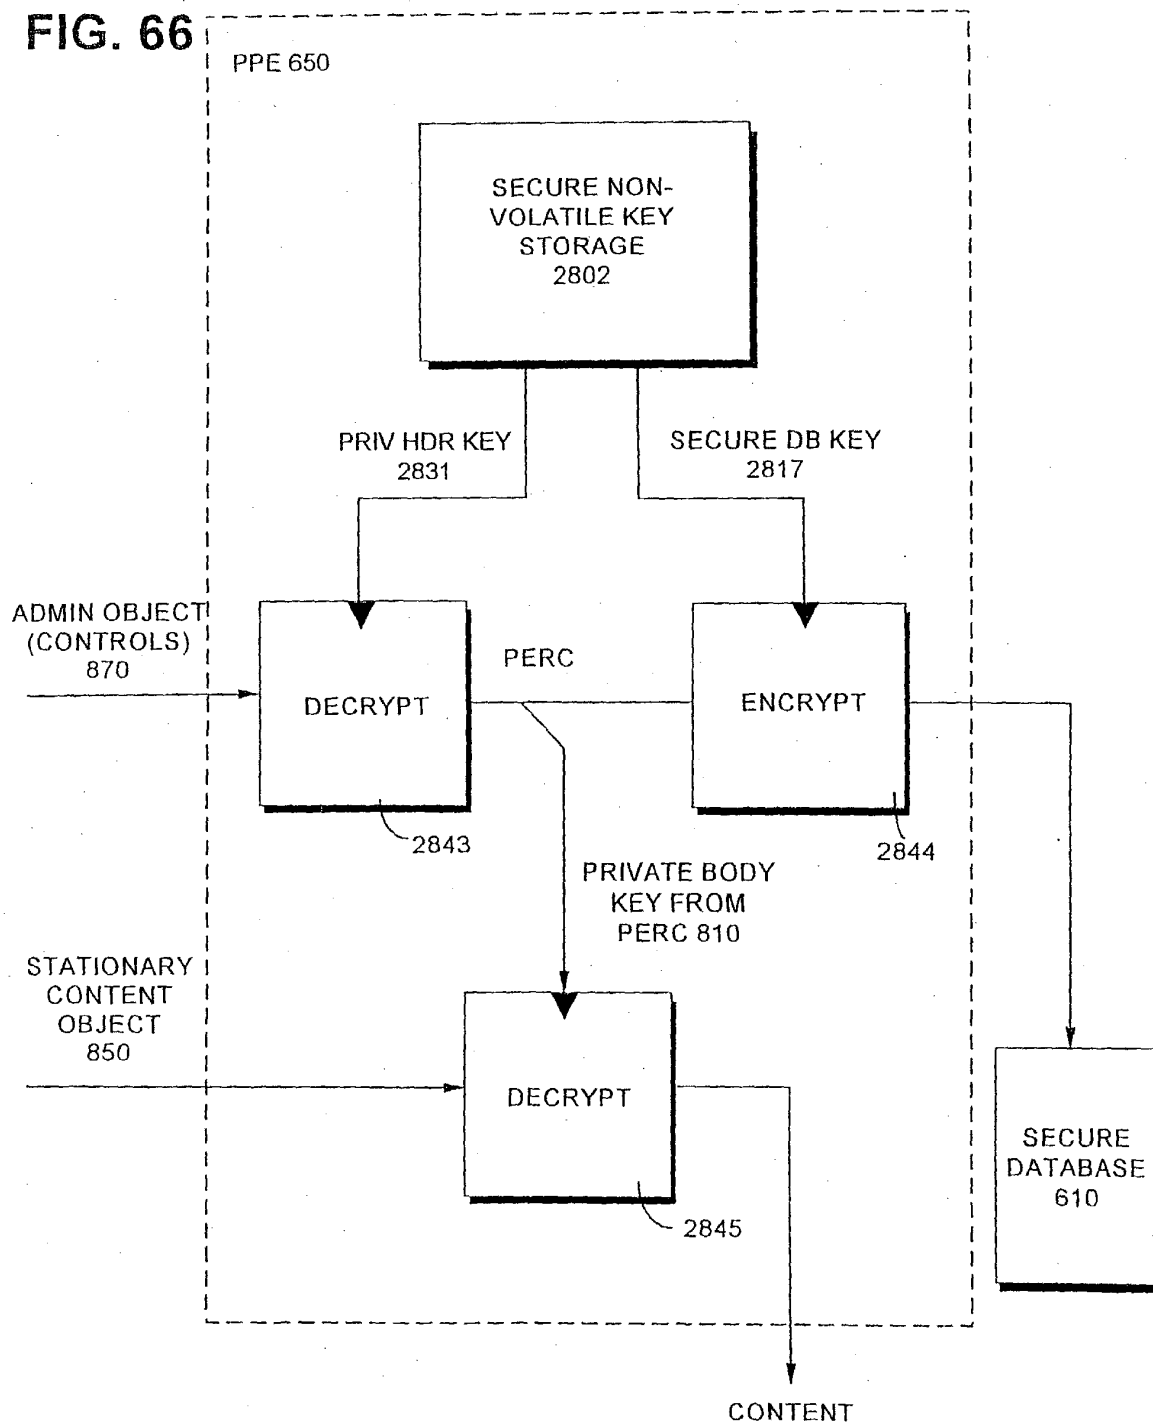 FIG. 66
PPE 650
SECURE NON-
VOLATILE KEY
STORAGE
2802
PRIV HDR KEY
2831
SECURE DB KEY
2817
ADMIN OBJECT
(CONTROLS)
870
DECRYPT
PERC
ENCRYPT
2843
2844
PRIVATE BODY
KEY FROM
PERC 810
STATIONARY
CONTENT
OBJECT
850
DECRYPT
2845
SECURE
DATABASE
610
CONTENT